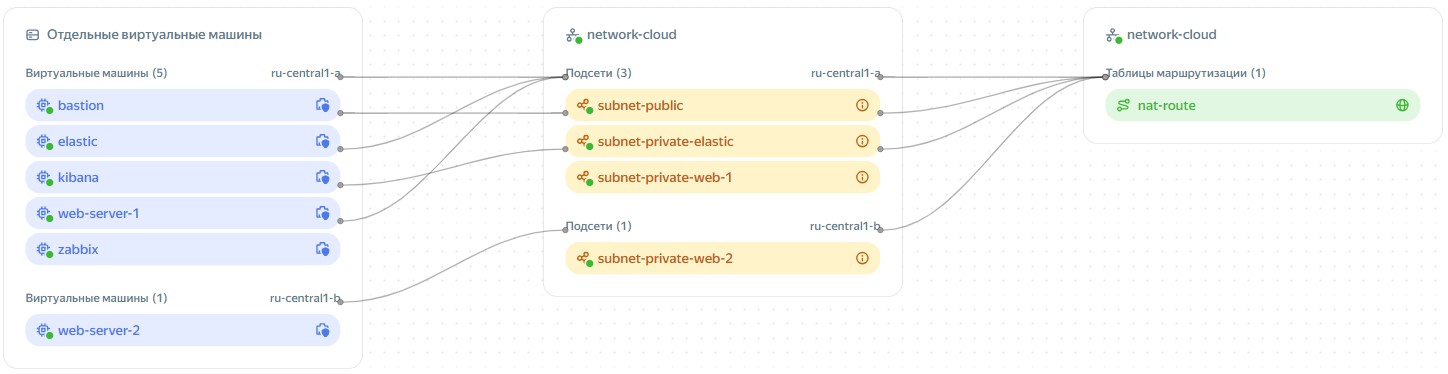 Отдельные виртуальные машины
Виртуальные машины (5) ru-central1-a
bastion
elastic
kibana
web-server-1
zabbix
Виртуальные машины (1) ru-central1-b
web-server-2
network-cloud
Подсети (3) ru-central1-a
subnet-public
subnet-private-elastic
subnet-private-web-1
Подсети (1) ru-central1-b
subnet-private-web-2
network-cloud
Таблицы маршрутизации (1)
nat-route